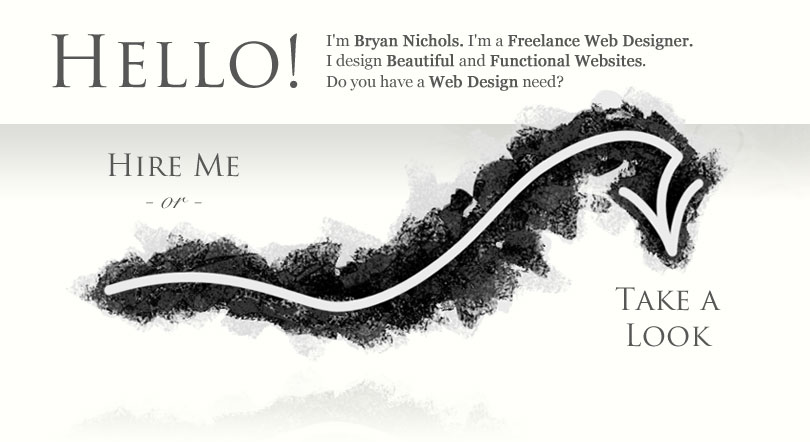 HELLO!
I'm Bryan Nichols. I'm a Freelance Web Designer.
I design Beautiful and Functional Websites.
Do you have a Web Design need?
HIRE ME
- or -
TAKE A
LOOK